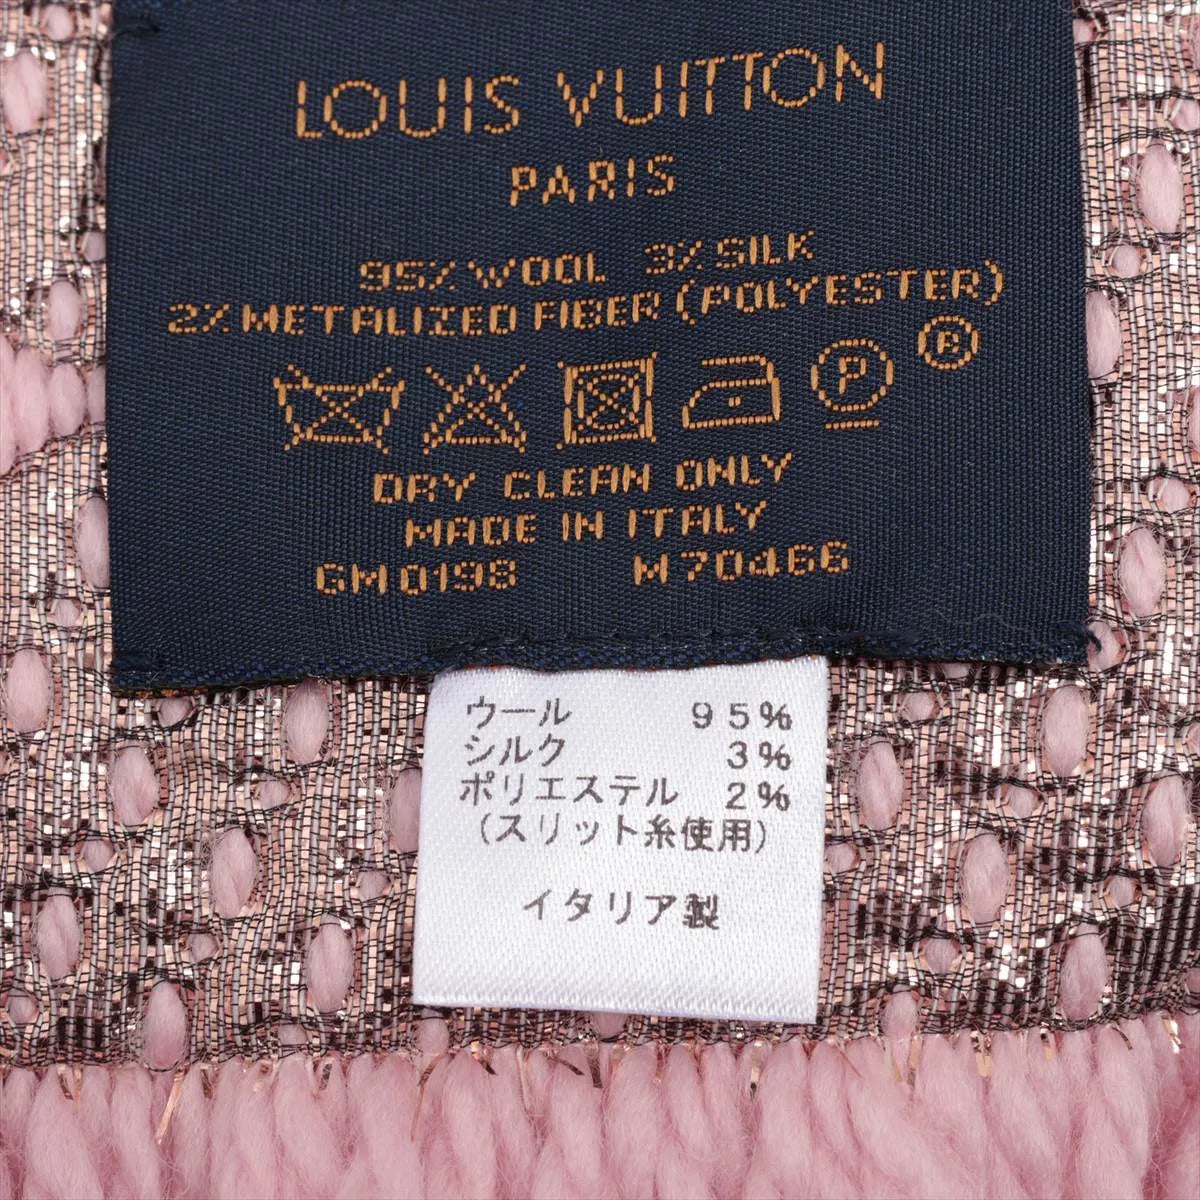 LOUIS VUITTON
PARIS
95% WOOL 3% SILK
2% METALIZED FIBER (POLYESTER)
P ®
DRY CLEAN ONLY
MADE IN ITALY
GM0198 M70466
ウール 95%
シルク 3%
ポリエステル 2%
(スリット糸使用)
イタリア製